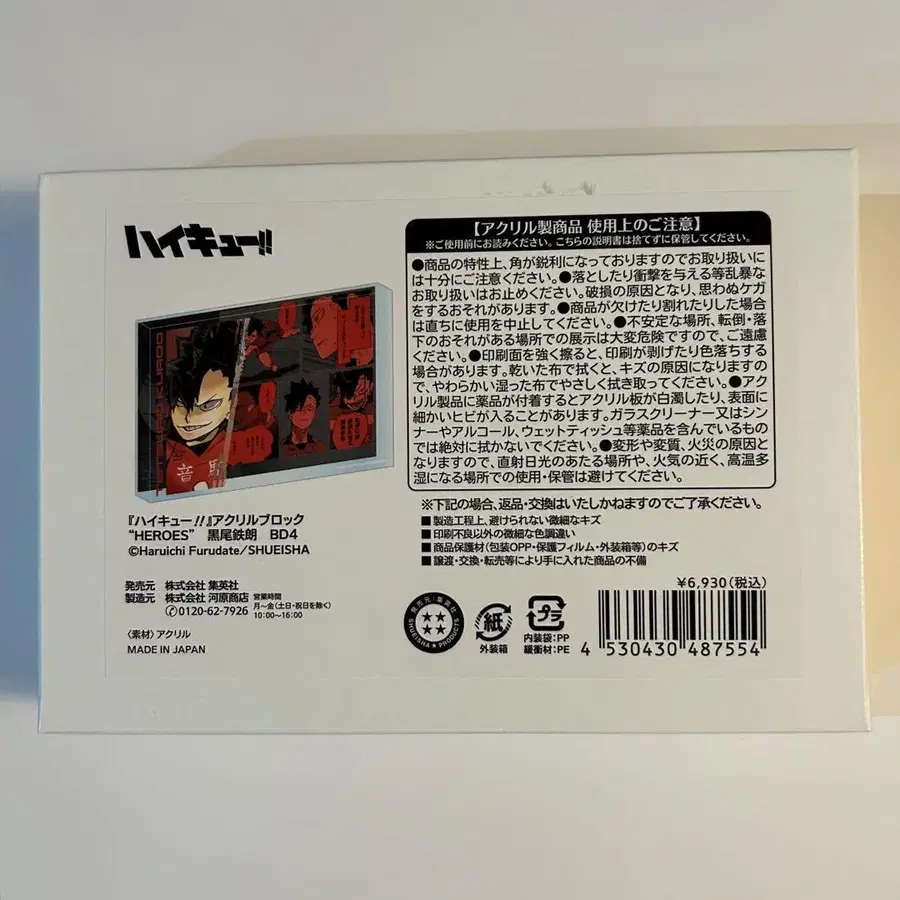 ハイキュー!!
『ハイキュー!!』アクリルブロック
“HEROES” 黒尾鉄朗 BD4
©Haruichi Furudate/SHUEISHA
発売元 株式会社 集英社
製造元 株式会社 河原商店
0120-62-7926
営業時間
月〜金(土日・祝日を除く)
10:00〜16:00
〈素材〉アクリル
MADE IN JAPAN
【アクリル製商品 使用上のご注意】
※ご使用前にお読みください。こちらの説明書は捨てずに保管してください。
●商品の特性上、角が鋭利になっておりますのでお取り扱いに
は十分にご注意ください。●落としたり衝撃を与える等乱暴な
お取り扱いはお止めください。破損の原因となり、思わぬケガ
をするおそれがあります。●商品が欠けたり割れたりした場合
は直ちに使用を中止してください。●不安定な場所、転倒・落
下のおそれがある場所での展示は大変危険ですので、ご遠慮
ください。●印刷面を強く擦ると、印刷が剥げたり色落ちする
場合があります。乾いた布で拭くと、キズの原因になりますの
で、やわらかい湿った布でやさしく拭き取ってください。●アク
リル製品に薬品が付着するとアクリル板が白濁したり、表面に
細かいヒビが入ることがあります。ガラスクリーナー又はシン
ナーやアルコール、ウェットティッシュ等薬品を含んでいるもの
では絶対に拭かないでください。●変形や変質、火災の原因と
なりますので、直射日光のあたる場所や、火気の近く、高温多
湿になる場所での使用・保管は避けてください。
※下記の場合、返品・交換はいたしかねますのでご了承ください。
■製造工程上、避けられない微細なキズ
■印刷不良以外の微細な色調違い
■商品保護材(包装OPP・保護フィルム・外装箱等)のキズ
■譲渡・交換・転売等により手に入れた商品の不備
¥6,930(税込)
発売元:集英社
SHUEISHA★PRODUCTS
紙
外装箱
プラ
内装袋:PP
緩衝材:PE
4 530430 487554